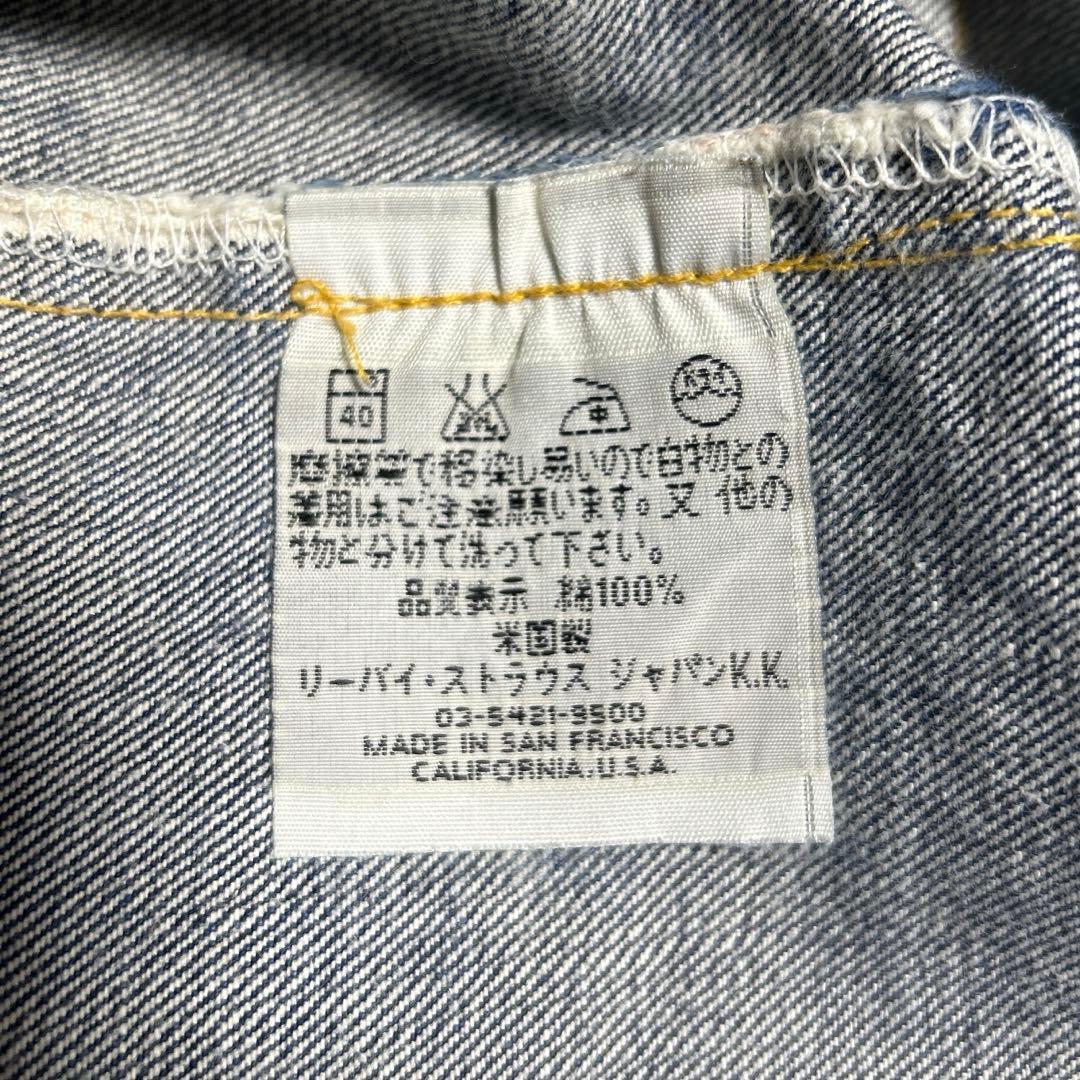 40
摩擦等で移染し易いので白物との
着用はご注意願います。又 他の
物と分けて洗って下さい。
品質表示 綿100%
米国製
リーバイ・ストラウス ジャパンK.K.
03-5421-9500
MADE IN SAN FRANCISCO
CALIFORNIA, U.S.A.